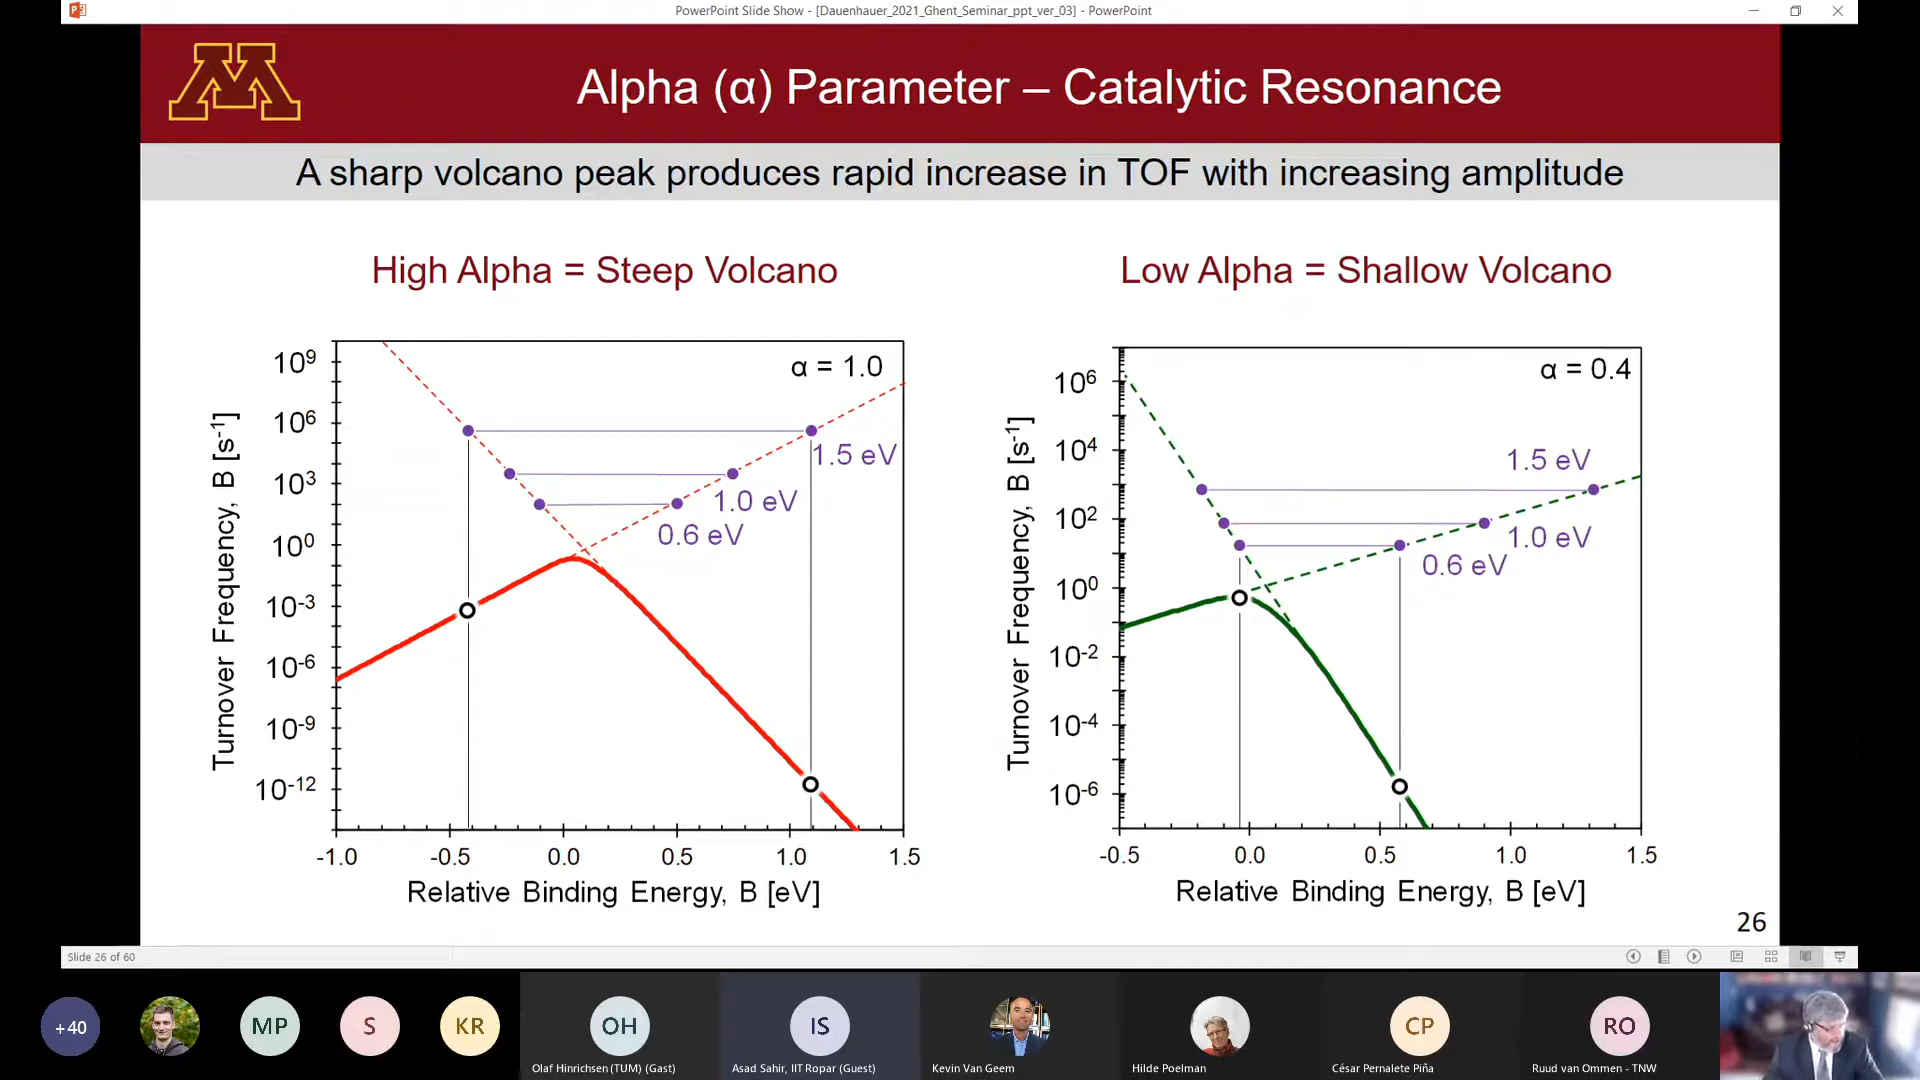 PowerPoint Slide Show - [Dauenhauer_2021_Ghent_Seminar_ppt_ver_03] - PowerPoint
M
Alpha (α) Parameter – Catalytic Resonance
A sharp volcano peak produces rapid increase in TOF with increasing amplitude
High Alpha = Steep Volcano
α = 1.0
10⁹
10⁶
10³
10⁰
10⁻³
10⁻⁶
10⁻⁹
10⁻¹²
Turnover Frequency, B [s⁻¹]
1.5 eV
1.0 eV
0.6 eV
-1.0 -0.5 0.0 0.5 1.0 1.5
Relative Binding Energy, B [eV]
Low Alpha = Shallow Volcano
α = 0.4
10⁶
10⁴
10²
10⁰
10⁻²
10⁻⁴
10⁻⁶
Turnover Frequency, B [s⁻¹]
1.5 eV
1.0 eV
0.6 eV
-0.5 0.0 0.5 1.0 1.5
Relative Binding Energy, B [eV]
26
Slide 26 of 60
+40
MP
S
KR
OH
Olaf Hinrichsen (TUM) (Gast)
IS
Asad Sahir, IIT Ropar (Guest)
Kevin Van Geem
Hilde Poelman
CP
César Pernalete Piña
RO
Ruud van Ommen - TNW